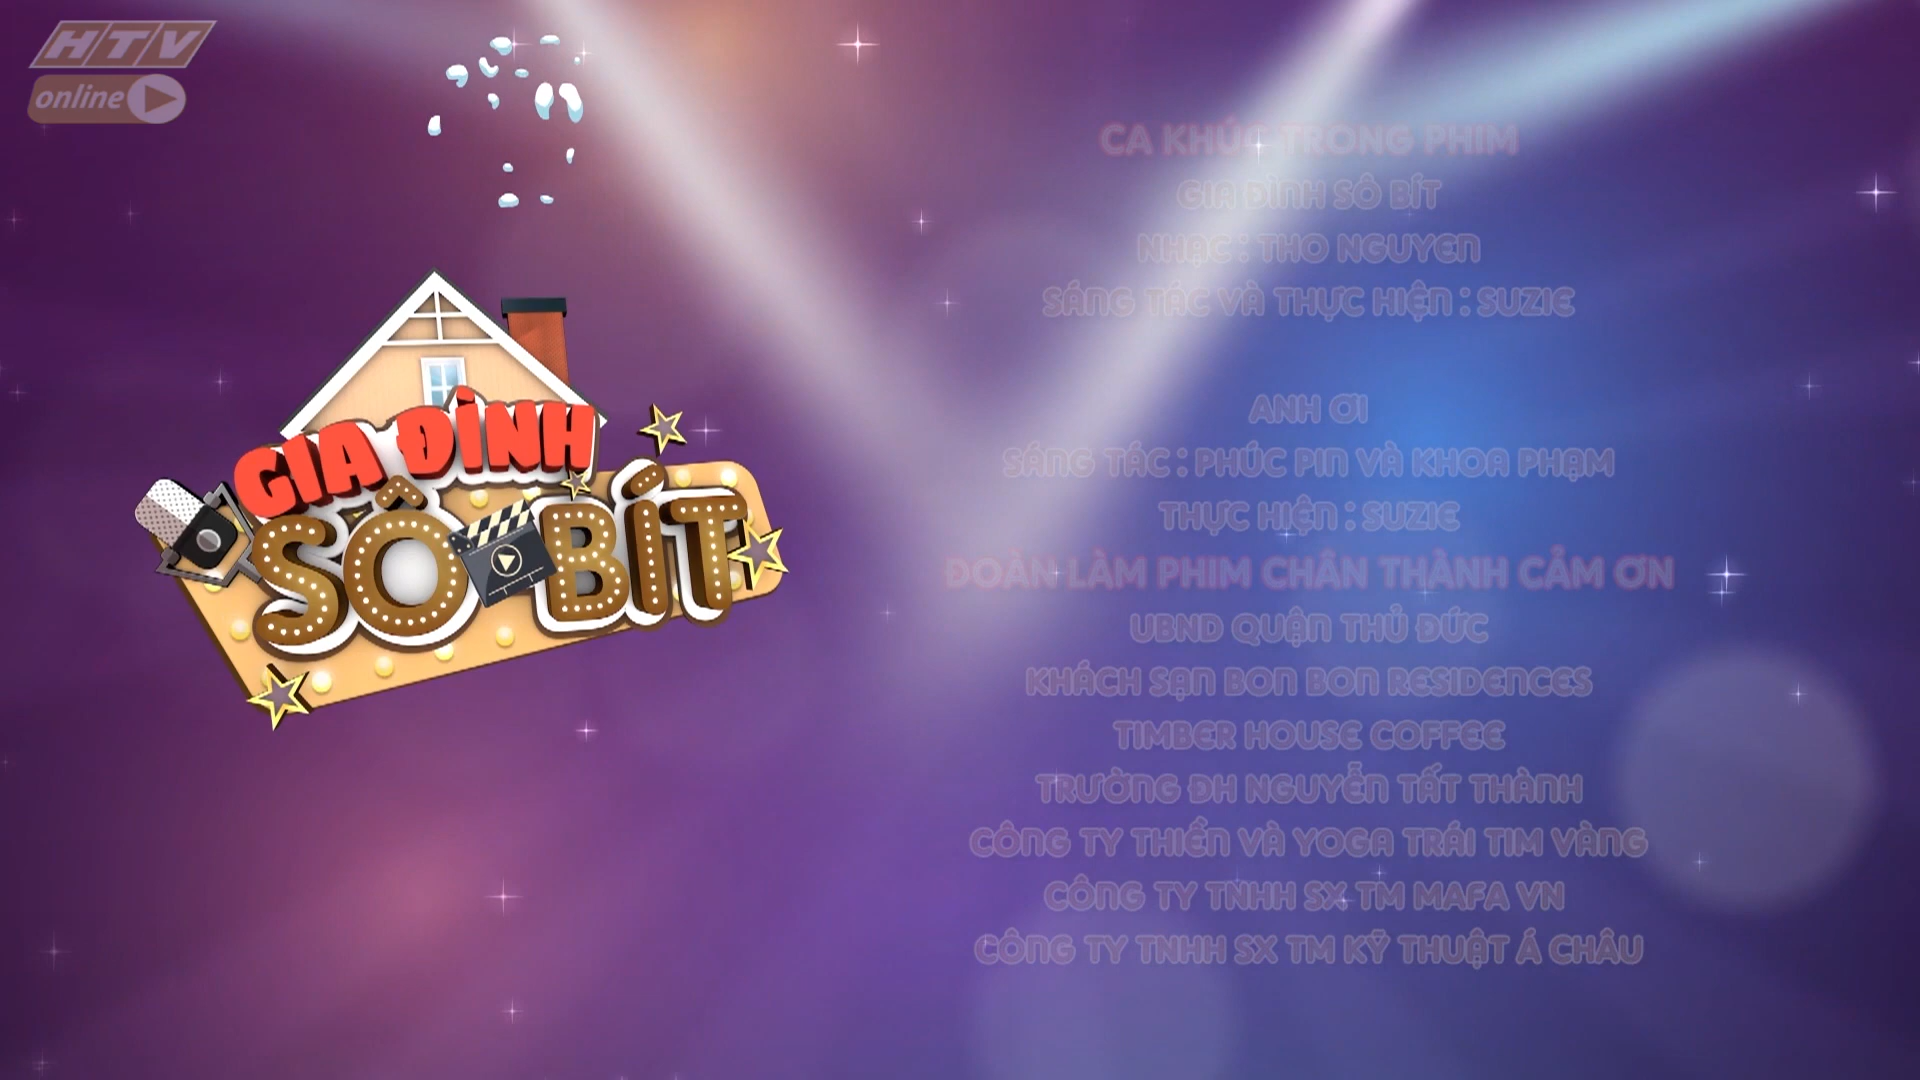 HTV
online
GIA ĐÌNH
SÔ BÍT
CA KHÚC TRONG PHIM
GIA ĐÌNH SÔ BÍT
NHẠC : THO NGUYEN
SÁNG TÁC VÀ THỰC HIỆN : SUZIE
ANH ƠI
SÁNG TÁC : PHÚC PIN VÀ KHOA PHẠM
THỰC HIỆN : SUZIE
ĐOÀN LÀM PHIM CHÂN THÀNH CẢM ƠN
UBND QUẬN THỦ ĐỨC
KHÁCH SẠN BON BON RESIDENCES
TIMBER HOUSE COFFEE
TRƯỜNG ĐH NGUYỄN TẤT THÀNH
CÔNG TY THIỀN VÀ YOGA TRÁI TIM VÀNG
CÔNG TY TNHH SX TM MAFA VN
CÔNG TY TNHH SX TM KỸ THUẬT Á CHÂU